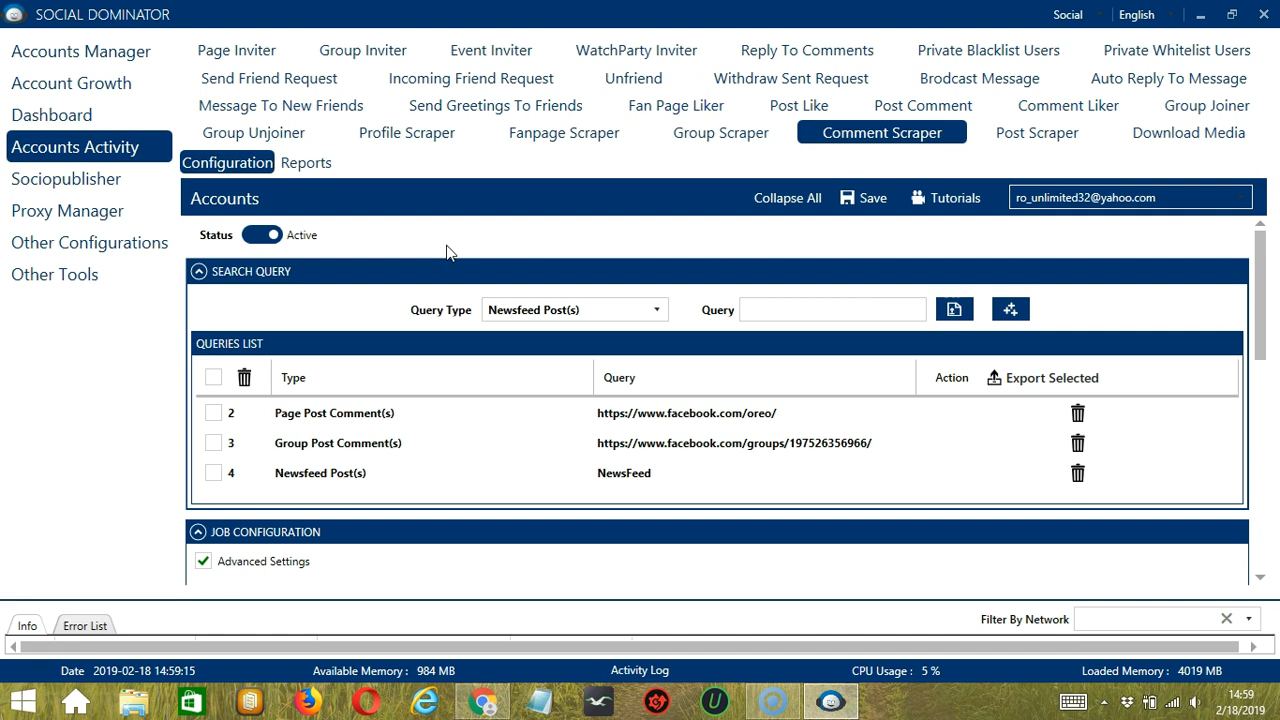 SOCIAL DOMINATOR Social English
Accounts Manager
Account Growth
Dashboard
Accounts Activity
Sociopublisher
Proxy Manager
Other Configurations
Other Tools
Page Inviter Group Inviter Event Inviter WatchParty Inviter Reply To Comments Private Blacklist Users Private Whitelist Users
Send Friend Request Incoming Friend Request Unfriend Withdraw Sent Request Brodcast Message Auto Reply To Message
Message To New Friends Send Greetings To Friends Fan Page Liker Post Like Post Comment Comment Liker Group Joiner
Group Unjoiner Profile Scraper Fanpage Scraper Group Scraper Comment Scraper Post Scraper Download Media
Configuration Reports
Accounts Collapse All Save Tutorials ro_unlimited32@yahoo.com
Status Active
SEARCH QUERY
Query Type Newsfeed Post(s) Query
QUERIES LIST
Type Query Action Export Selected
2 Page Post Comment(s) https://www.facebook.com/oreo/
3 Group Post Comment(s) https://www.facebook.com/groups/197526356966/
4 Newsfeed Post(s) NewsFeed
JOB CONFIGURATION
Advanced Settings
Info Error List Filter By Network
Date 2019-02-18 14:59:15 Available Memory : 984 MB Activity Log CPU Usage : 5 % Loaded Memory : 4019 MB
14:59
2/18/2019